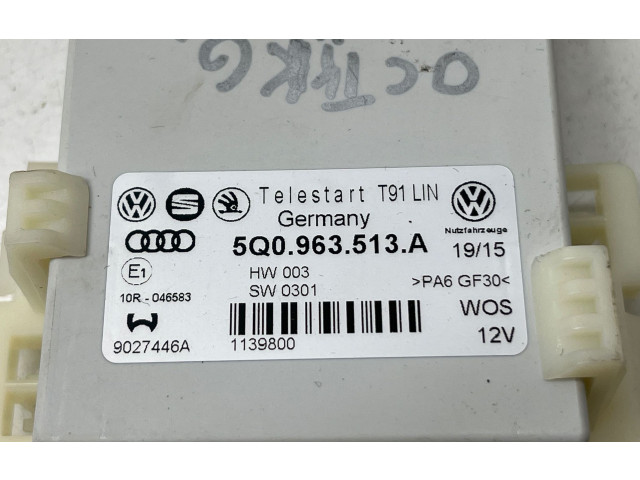 OCTHKG
Telestart T91 LIN
Germany
Nutzfahrzeuge
5Q0.963.513.A
19/15
E1
HW 003
SW 0301
>PA6 GF30<
10R - 046583
WOS
12V
9027446A
1139800